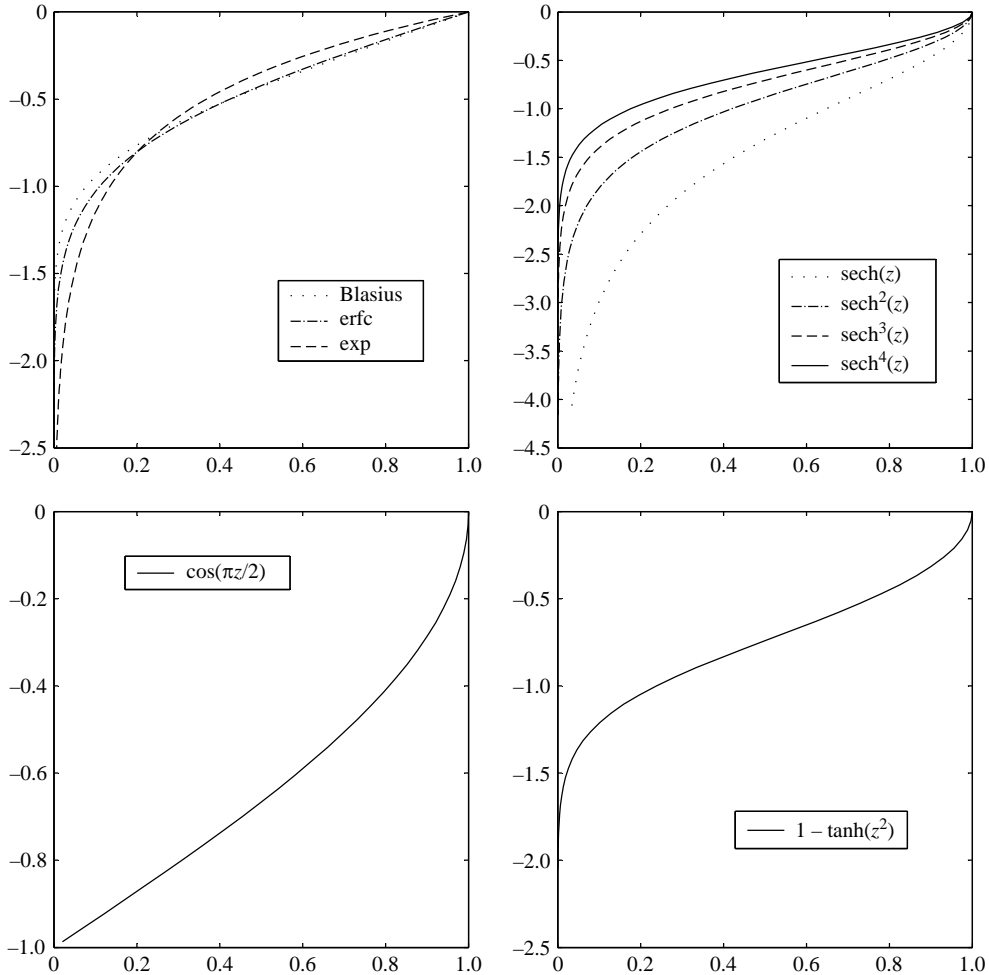 0
–0.5
–1.0
–1.5
–2.0
–2.5
0 0.2 0.4 0.6 0.8 1.0
Blasius
erfc
exp
0
–0.5
–1.0
–1.5
–2.0
–2.5
–3.0
–3.5
–4.0
–4.5
0 0.2 0.4 0.6 0.8 1.0
sech(z)
sech²(z)
sech³(z)
sech⁴(z)
0
–0.2
–0.4
–0.6
–0.8
–1.0
0 0.2 0.4 0.6 0.8 1.0
cos(πz/2)
0
–0.5
–1.0
–1.5
–2.0
–2.5
0 0.2 0.4 0.6 0.8 1.0
1 – tanh(z²)